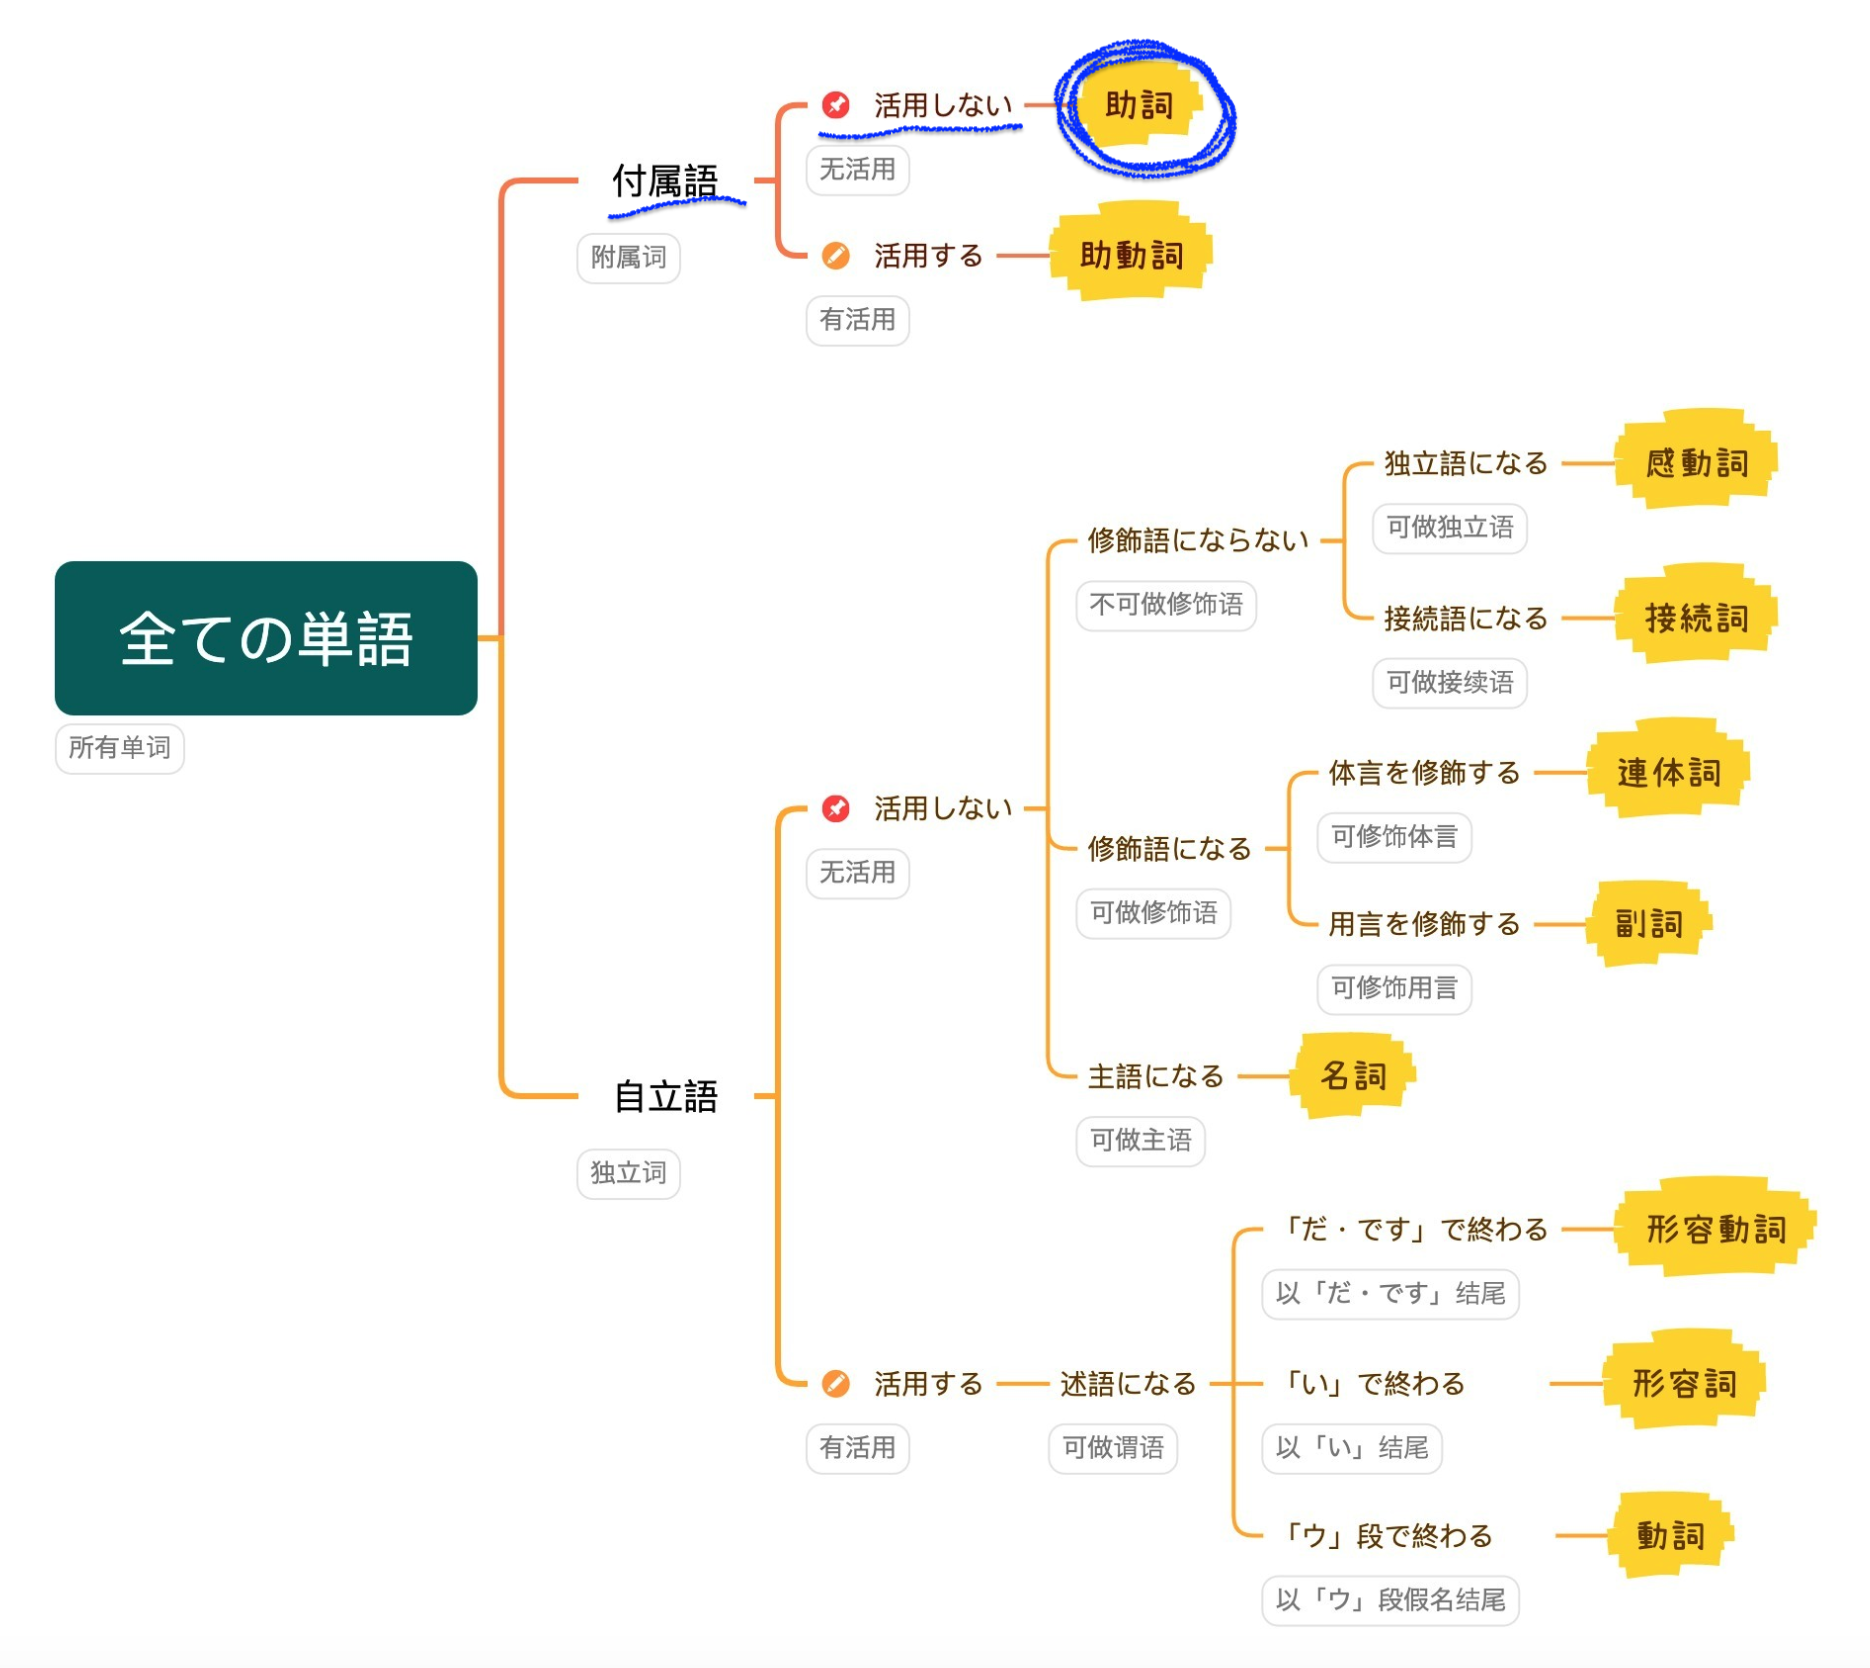 活用しない
助詞
无活用
付属語
附属词
活用する
助動詞
有活用
全ての単語
所有单词
自立語
独立词
活用しない
无活用
修飾語にならない
不可做修饰语
独立語になる
感動詞
可做独立语
接続語になる
接続詞
可做接续语
修飾語になる
可做修饰语
体言を修飾する
連体詞
可修饰体言
用言を修飾する
副詞
可修饰用言
主語になる
名詞
可做主语
活用する
有活用
述語になる
可做谓语
「だ・です」で終わる
形容動詞
以「だ・です」结尾
「い」で終わる
形容詞
以「い」结尾
「ウ」段で終わる
動詞
以「ウ」段假名结尾